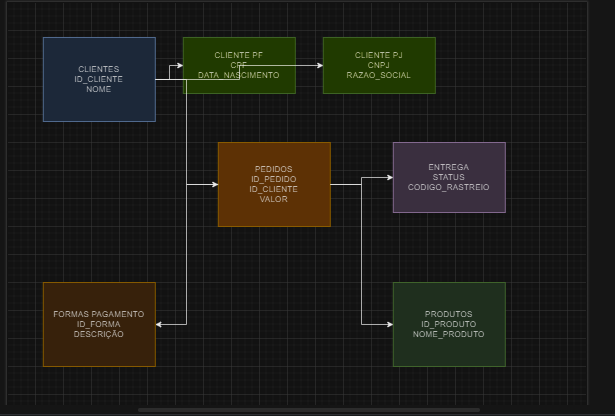 CLIENTES
ID_CLIENTE
NOME
CLIENTE PF
CPF
DATA_NASCIMENTO
CLIENTE PJ
CNPJ
RAZAO_SOCIAL
PEDIDOS
ID_PEDIDO
ID_CLIENTE
VALOR
ENTREGA
STATUS
CODIGO_RASTREIO
FORMAS PAGAMENTO
ID_FORMA
DESCRIÇÃO
PRODUTOS
ID_PRODUTO
NOME_PRODUTO